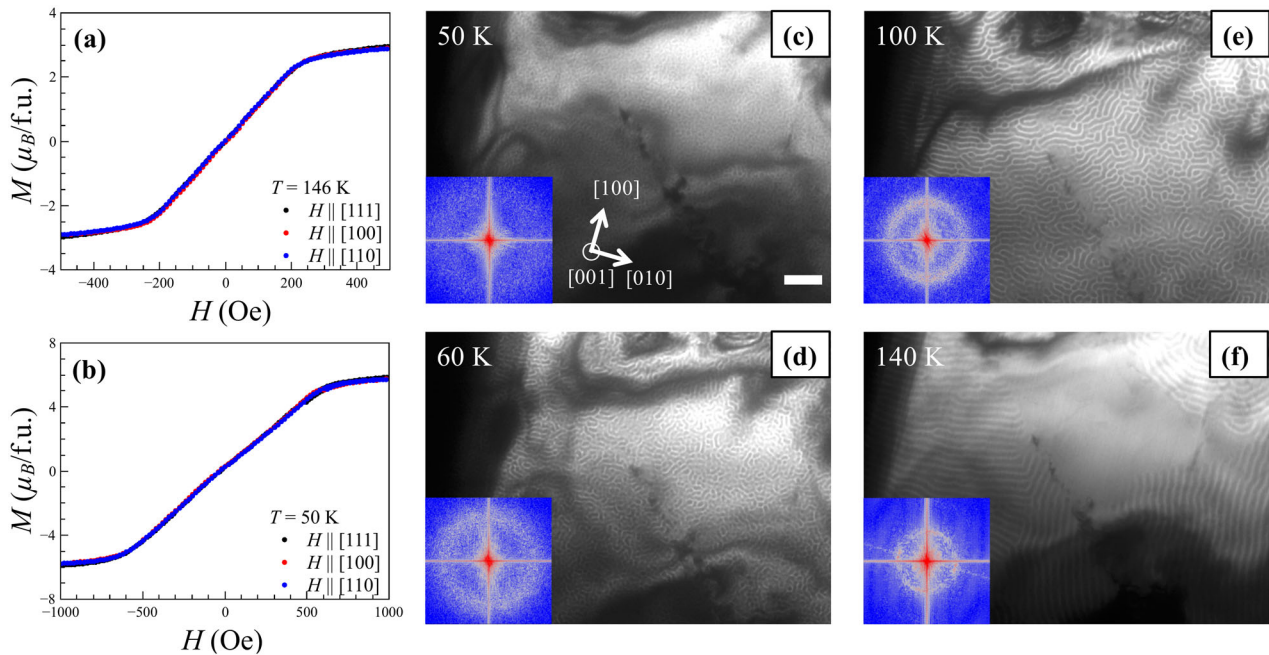 (a)
4
2
0
−2
−4
M (μB/f.u.)
T = 146 K
H || [111]
H || [100]
H || [110]
−400 −200 0 200 400
H (Oe)
(b)
8
4
0
−4
−8
M (μB/f.u.)
T = 50 K
H || [111]
H || [100]
H || [110]
−1000 −500 0 500 1000
H (Oe)
50 K
(c)
[100]
[001] [010]
60 K
(d)
100 K
(e)
140 K
(f)